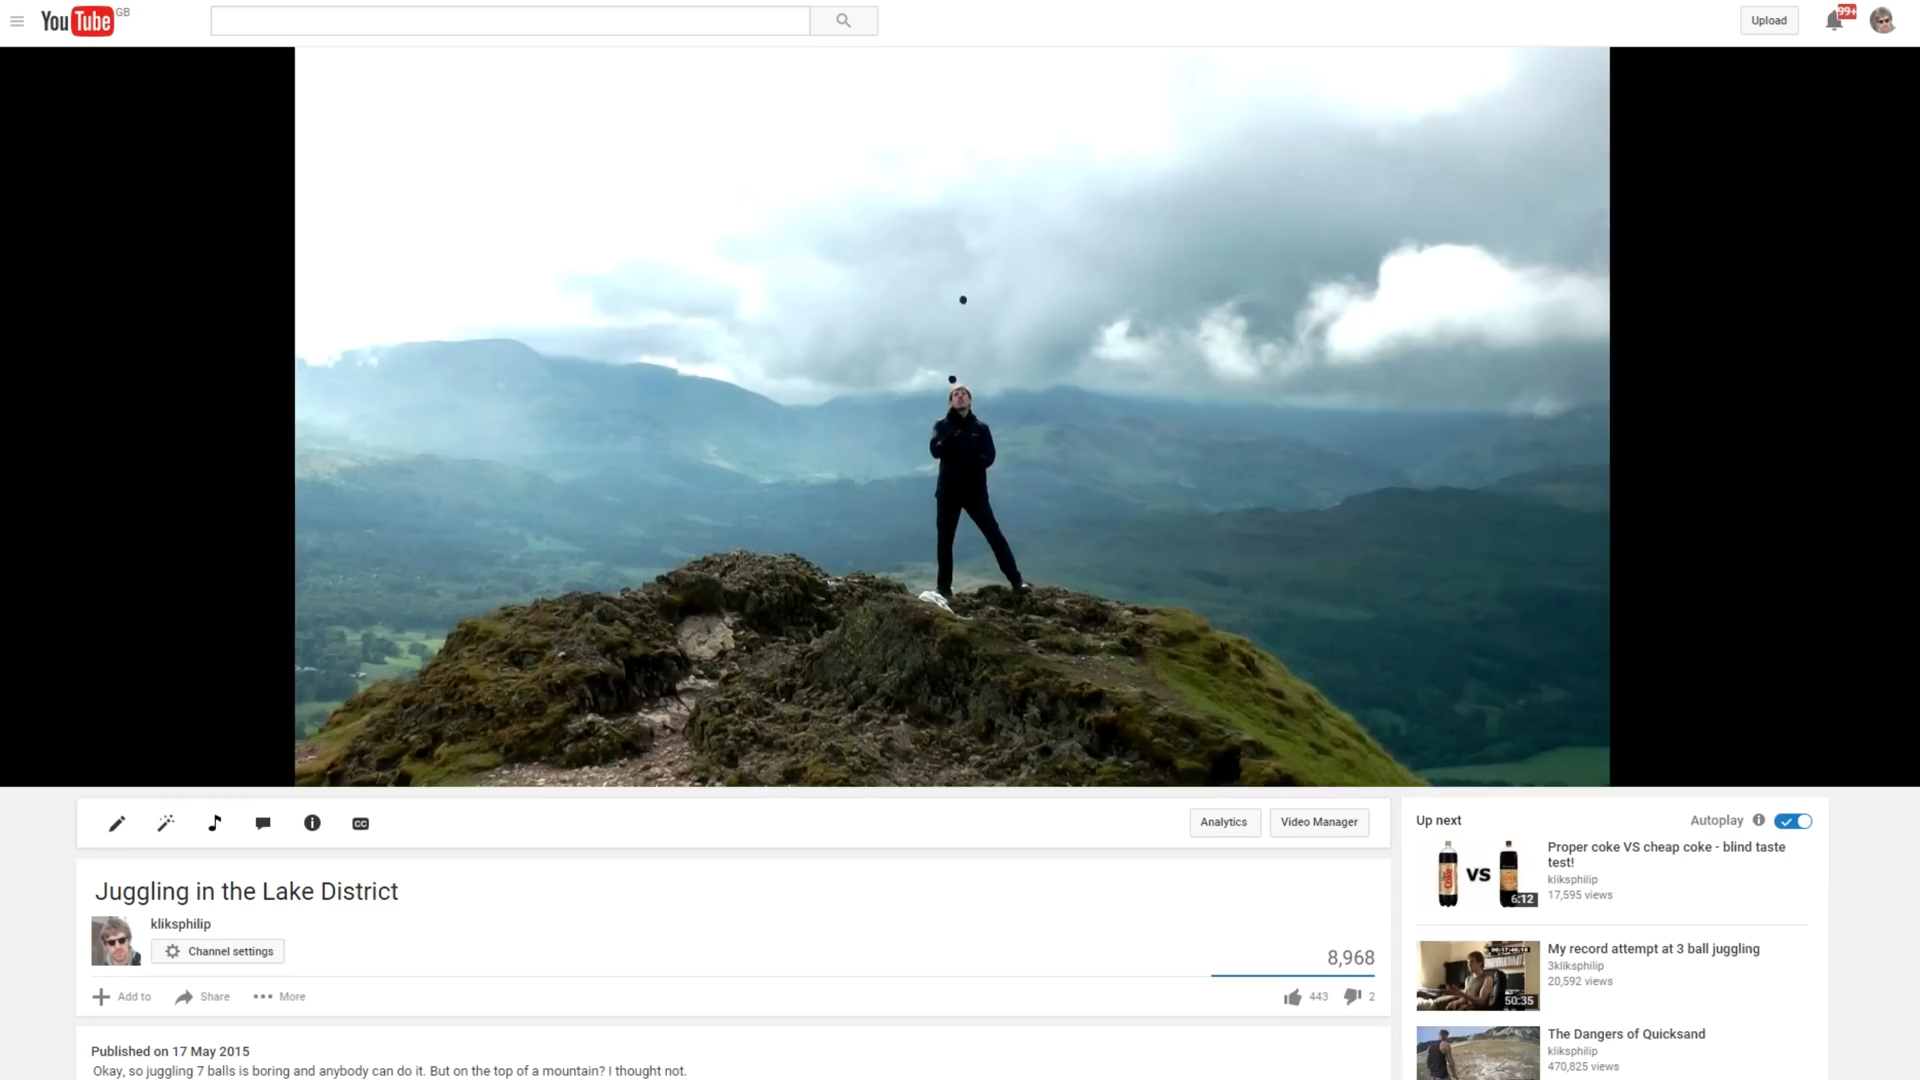 YouTube GB
Upload
99+
Analytics
Video Manager
Juggling in the Lake District
kliksphilip
Channel settings
8,968
Add to
Share
More
443
2
Published on 17 May 2015
Okay, so juggling 7 balls is boring and anybody can do it. But on the top of a mountain? I thought not.
Up next
Autoplay
VS
6:12
Proper coke VS cheap coke - blind taste
test!
kliksphilip
17,595 views
50:35
My record attempt at 3 ball juggling
3kliksphilip
20,592 views
The Dangers of Quicksand
kliksphilip
470,825 views